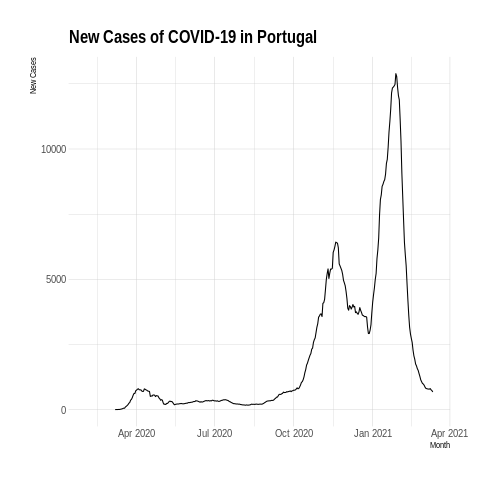 New Cases of COVID-19 in Portugal
New Cases
10000
5000
0
Apr 2020 Jul 2020 Oct 2020 Jan 2021 Apr 2021
Month